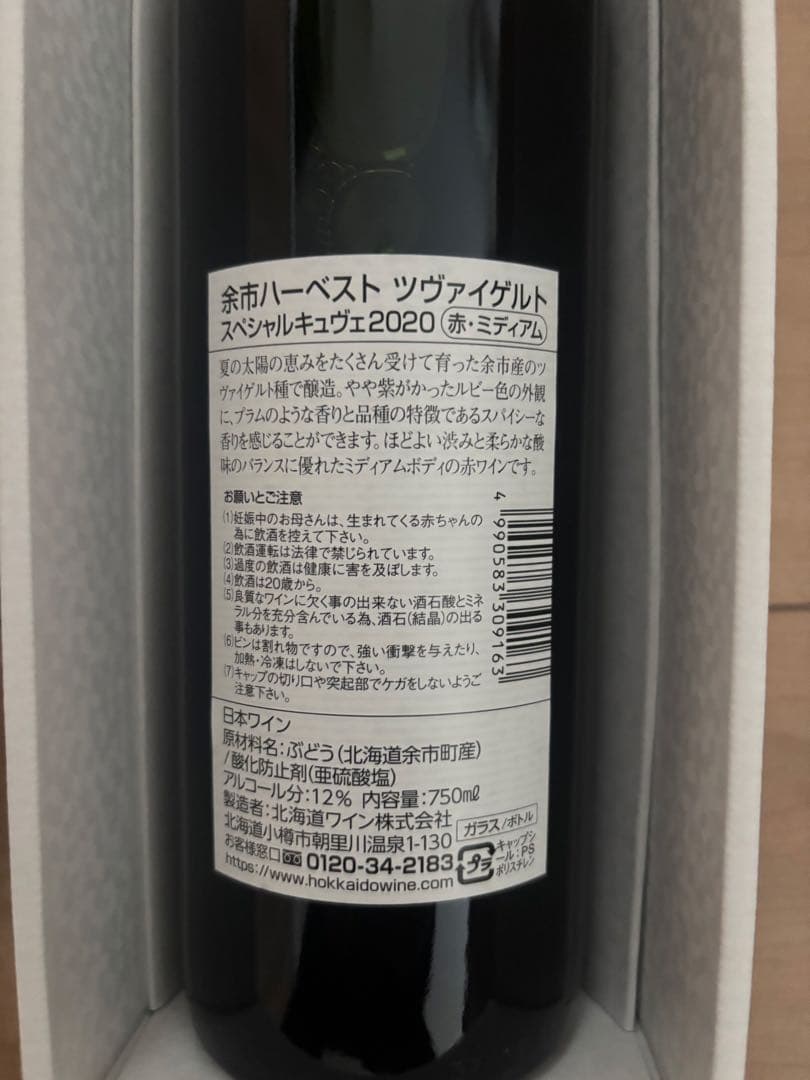 余市ハーベスト ツヴァイゲルト
スペシャルキュヴェ2020 赤・ミディアム
夏の太陽の恵みをたくさん受けて育った余市産のツ
ヴァイゲルト種で醸造。やや紫がかったルビー色の外観
に、プラムのような香りと品種の特徴であるスパイシーな
香りを感じることができます。ほどよい渋みと柔らかな酸
味のバランスに優れたミディアムボディの赤ワインです。
お願いとご注意
(1)妊娠中のお母さんは、生まれてくる赤ちゃんの
為に飲酒を控えて下さい。
(2)飲酒運転は法律で禁じられています。
(3)過度の飲酒は健康に害を及ぼします。
(4)飲酒は20歳から。
(5)良質なワインに欠く事の出来ない酒石酸とミネ
ラル分を充分含んでいる為、酒石(結晶)の出る
事もあります。
(6)ビンは割れ物ですので、強い衝撃を与えたり、
加熱・冷凍はしないで下さい。
(7)キャップの切り口や突起部でケガをしないようご
注意下さい。
4 990583 309163
日本ワイン
原材料名:ぶどう(北海道余市町産)
/酸化防止剤(亜硫酸塩)
アルコール分:12% 内容量:750㎖
製造者:北海道ワイン株式会社
北海道小樽市朝里川温泉1-130
ガラス/ボトル
お客様窓口 0120-34-2183
https://www.hokkaidowine.com
プラ
キャップシ
ール:PS
ポリスチレン